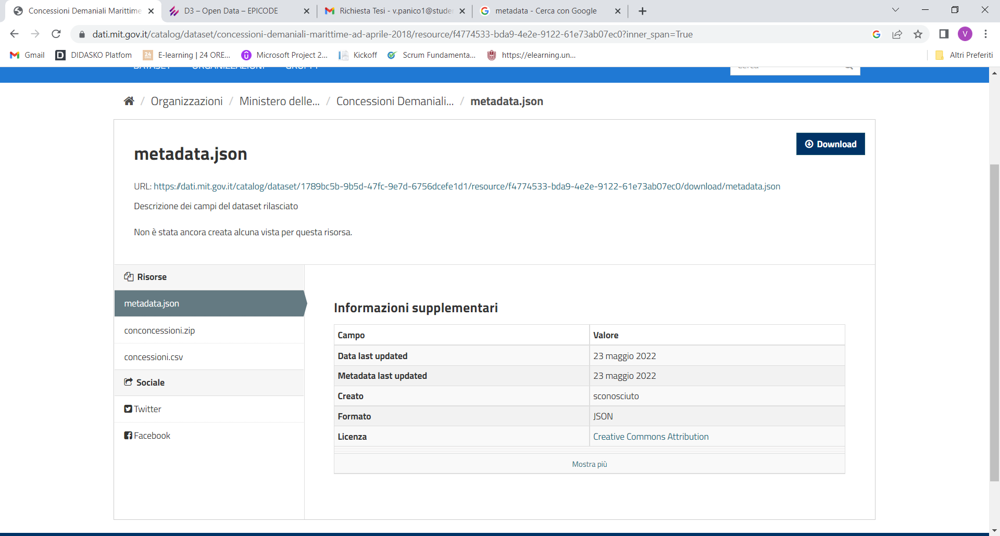 Concessioni Demaniali Marittime
D3 – Open Data – EPICODE
Richiesta Tesi - v.panico1@stude
metadata - Cerca con Google
dati.mit.gov.it/catalog/dataset/concessioni-demaniali-marittime-ad-aprile-2018/resource/f4774533-bda9-4e2e-9122-61e73ab07ec0?inner_span=True
V
Gmail
DIDASKO Platfom
E-learning | 24 ORE...
Microsoft Project 2...
Kickoff
Scrum Fundamenta...
https://elearning.un...
Altri Preferiti
DATASET ORGANIZZAZIONI GRUPPI
Cerca
/ Organizzazioni / Ministero delle... / Concessioni Demaniali... / metadata.json
Download
metadata.json
URL: https://dati.mit.gov.it/catalog/dataset/1789bc5b-9b5d-47fc-9e7d-6756dcefe1d1/resource/f4774533-bda9-4e2e-9122-61e73ab07ec0/download/metadata.json
Descrizione dei campi del dataset rilasciato
Non è stata ancora creata alcuna vista per questa risorsa.
Risorse
metadata.json
conconcessioni.zip
concessioni.csv
Sociale
Twitter
Facebook
Informazioni supplementari
Campo Valore
Data last updated 23 maggio 2022
Metadata last updated 23 maggio 2022
Creato sconosciuto
Formato JSON
Licenza Creative Commons Attribution
Mostra più